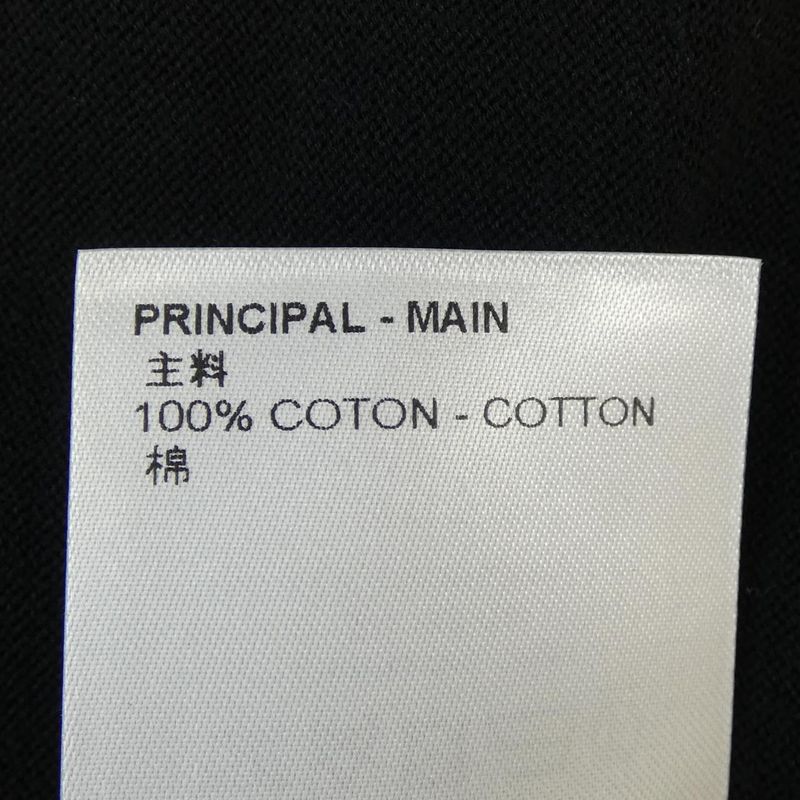 PRINCIPAL - MAIN
主料
100% COTON - COTTON
棉